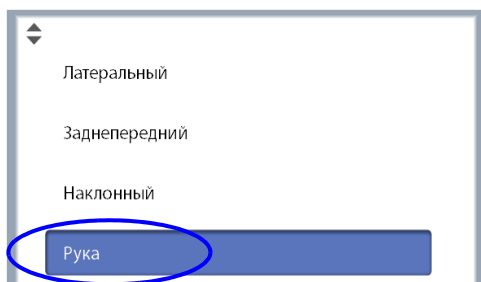 Латеральный
Заднепередний
Наклонный
Рука